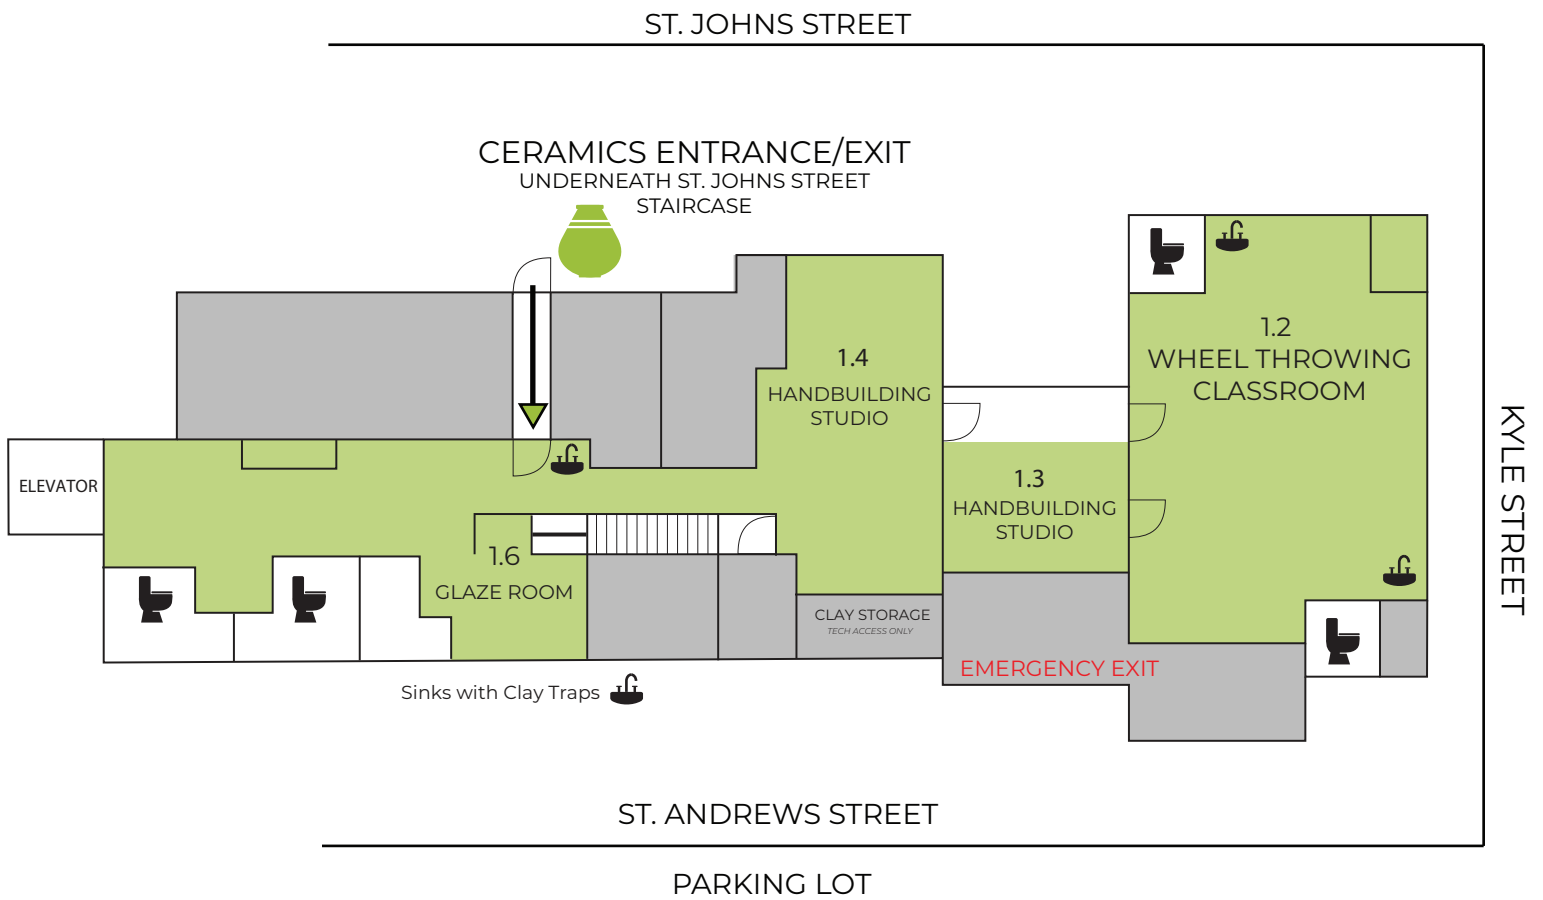 ST. JOHNS STREET
CERAMICS ENTRANCE/EXIT
UNDERNEATH ST. JOHNS STREET
STAIRCASE
1.2
WHEEL THROWING
CLASSROOM
1.4
HANDBUILDING
STUDIO
KYLE STREET
1.3
HANDBUILDING
STUDIO
ELEVATOR
1.6
GLAZE ROOM
CLAY STORAGE
TECH ACCESS ONLY
EMERGENCY EXIT
Sinks with Clay Traps
ST. ANDREWS STREET
PARKING LOT